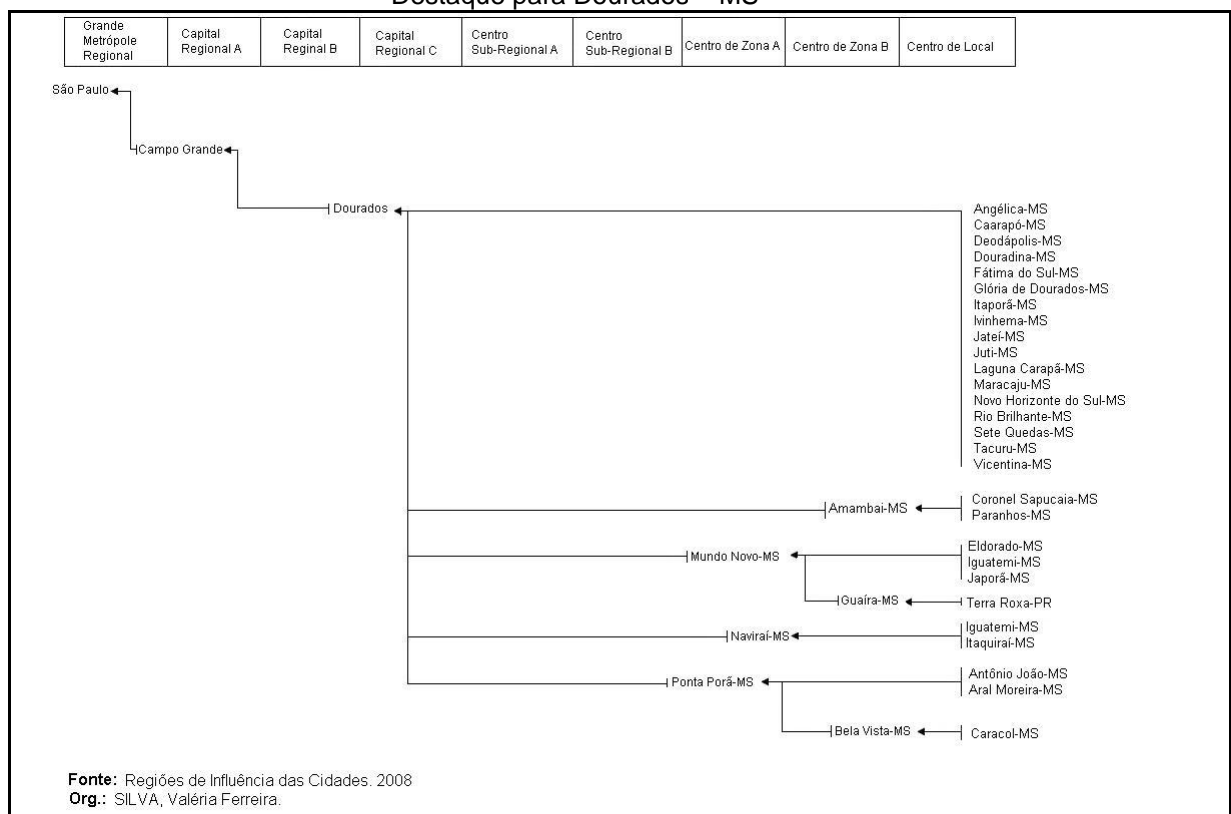 Destaque para Dourados – MS
Grande Metrópole Regional
Capital Regional A
Capital Reginal B
Capital Regional C
Centro Sub-Regional A
Centro Sub-Regional B
Centro de Zona A
Centro de Zona B
Centro de Local
São Paulo
Campo Grande
Dourados
Angélica-MS
Caarapó-MS
Deodápolis-MS
Douradina-MS
Fátima do Sul-MS
Glória de Dourados-MS
Itaporã-MS
Ivinhema-MS
Jateí-MS
Juti-MS
Laguna Carapã-MS
Maracaju-MS
Novo Horizonte do Sul-MS
Rio Brilhante-MS
Sete Quedas-MS
Tacuru-MS
Vicentina-MS
Amambai-MS
Coronel Sapucaia-MS
Paranhos-MS
Mundo Novo-MS
Eldorado-MS
Iguatemi-MS
Japorã-MS
Guaíra-MS
Terra Roxa-PR
Naviraí-MS
Iguatemi-MS
Itaquiraí-MS
Ponta Porã-MS
Antônio João-MS
Aral Moreira-MS
Bela Vista-MS
Caracol-MS
Fonte: Regiões de Influência das Cidades. 2008
Org.: SILVA, Valéria Ferreira.